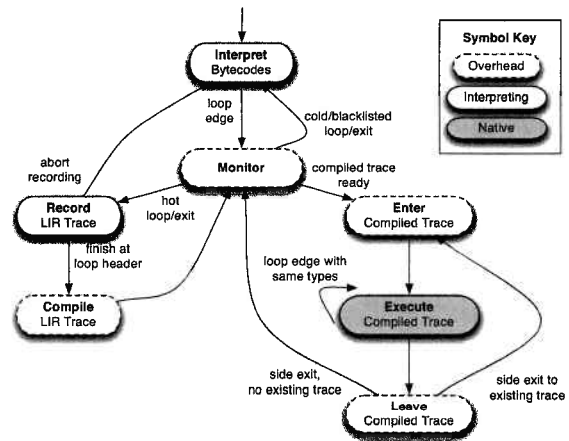 Symbol Key
Overhead
Interpreting
Native
Interpret
Bytecodes
loop
edge
cold/blacklisted
loop/exit
abort
recording
Monitor
compiled trace
ready
hot
loop/exit
Record
LIR Trace
Enter
Compiled Trace
finish at
loop header
loop edge with
same types
Compile
LIR Trace
Execute
Compiled Trace
side exit,
no existing trace
side exit to
existing trace
Leave
Compiled Trace